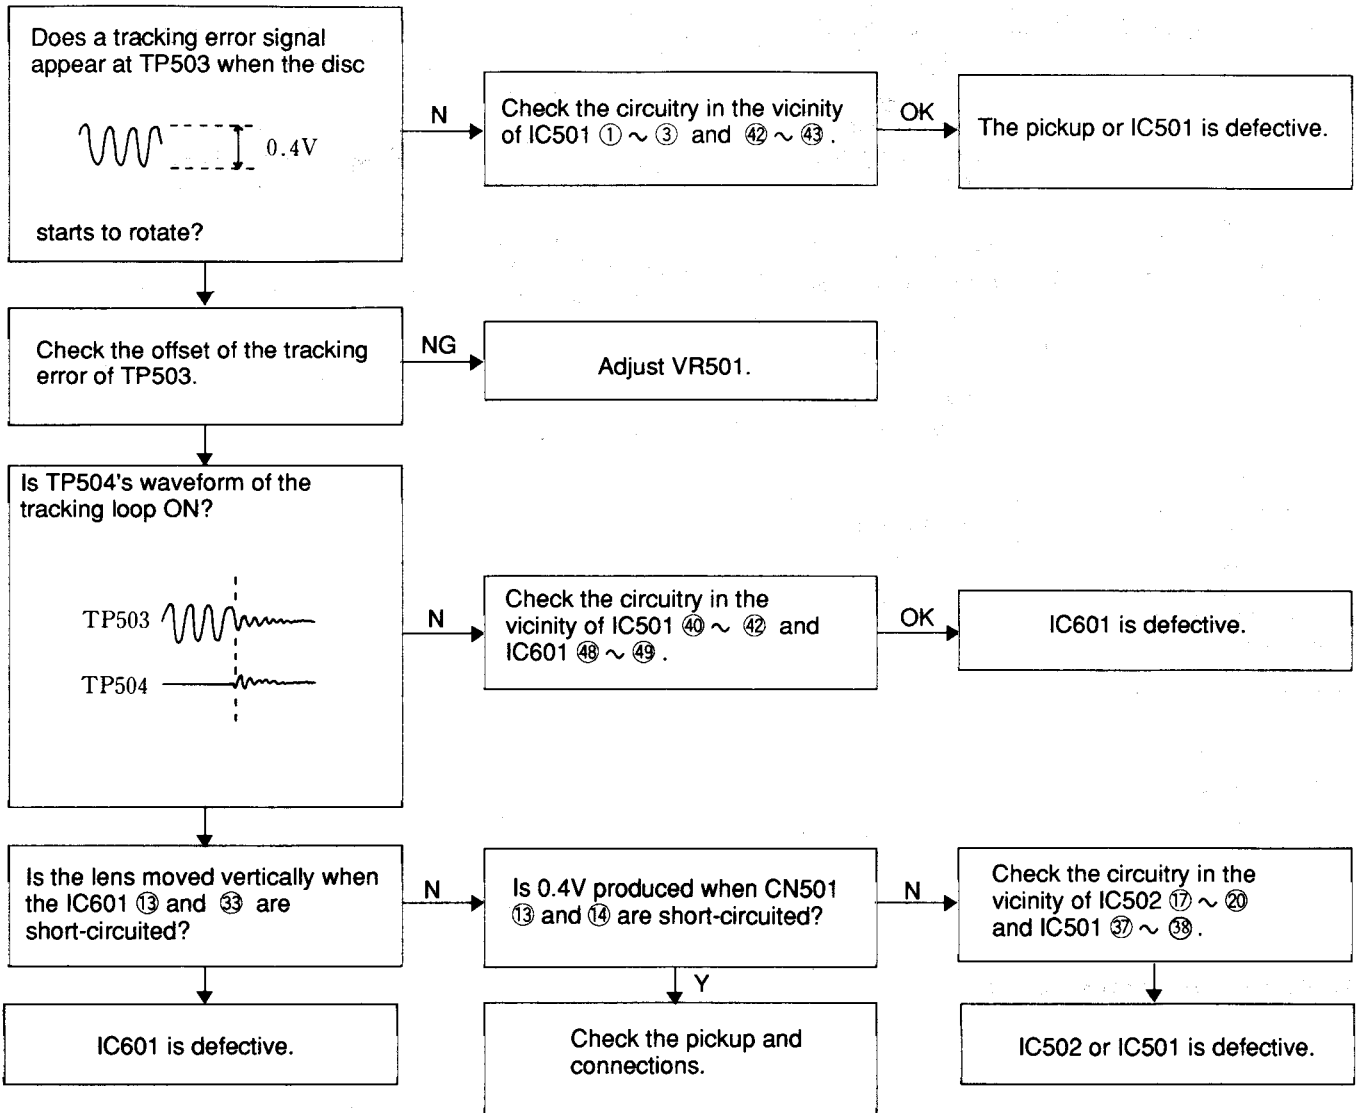 Does a tracking error signal
appear at TP503 when the disc
0.4V
starts to rotate?
N
Check the circuitry in the vicinity
of IC501 ① ~ ③ and ㊷ ~ ㊸ .
OK
The pickup or IC501 is defective.
Check the offset of the tracking
error of TP503.
NG
Adjust VR501.
Is TP504's waveform of the
tracking loop ON?
TP503
TP504
N
Check the circuitry in the
vicinity of IC501 ㊵ ~ ㊷ and
IC601 ㊽ ~ ㊾ .
OK
IC601 is defective.
Is the lens moved vertically when
the IC601 ⑬ and ㉝ are
short-circuited?
N
Is 0.4V produced when CN501
⑬ and ⑭ are short-circuited?
N
Check the circuitry in the
vicinity of IC502 ⑰ ~ ⑳
and IC501 ㊲ ~ ㊳ .
Y
IC601 is defective.
Check the pickup and
connections.
IC502 or IC501 is defective.